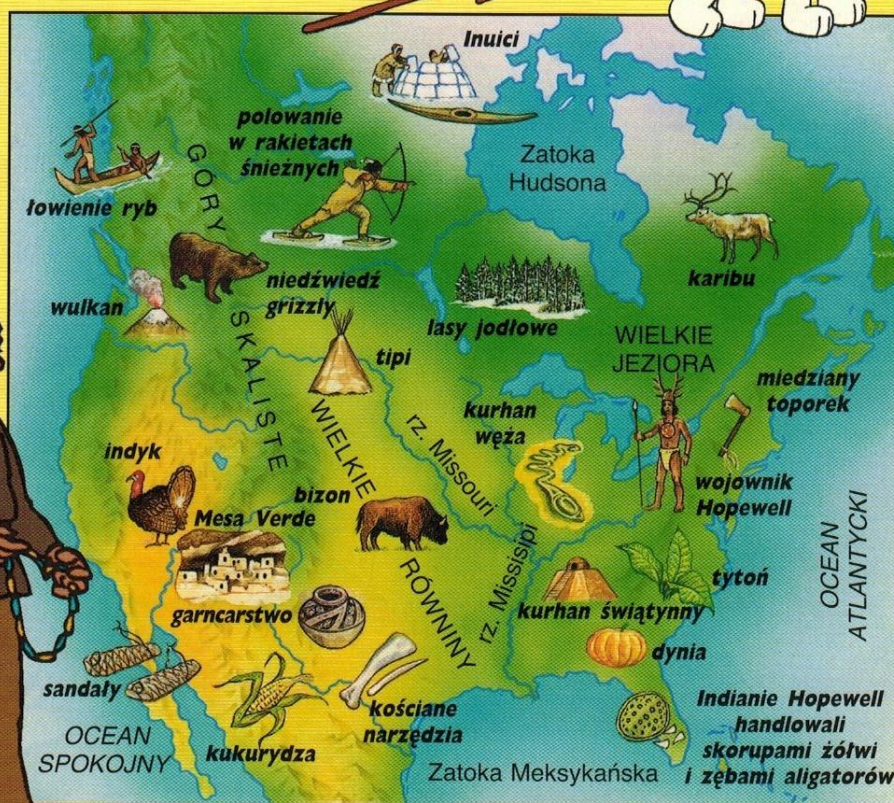 Inuici
polowanie
w rakietach
śnieżnych
Zatoka
Hudsona
GÓRY
SKALISTE
łowienie ryb
karibu
niedźwiedź
grizzly
wulkan
lasy jodłowe
WIELKIE
JEZIORA
tipi
miedziany
toporek
kurhan
węża
WIELKIE
RÓWNINY
rz. Missouri
indyk
bizon
wojownik
Hopewell
Mesa Verde
OCEAN
ATLANTYCKI
rz. Missisipi
tytoń
garncarstwo
kurhan świątynny
dynia
sandały
kościane
narzędzia
Indianie Hopewell
handlowali
skorupami żółwi
i zębami aligatorów
OCEAN
SPOKOJNY
kukurydza
Zatoka Meksykańska